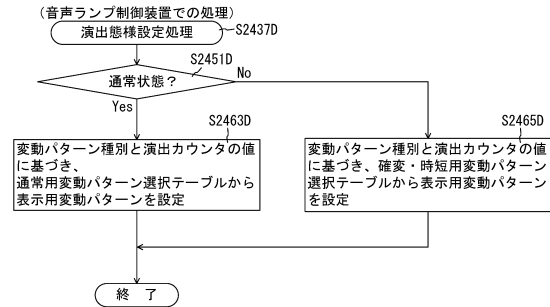 (音声ランプ制御装置での処理)
演出態様設定処理
S2437D
S2451D
通常状態?
No
Yes
S2463D
変動パターン種別と演出カウンタの値
に基づき、
通常用変動パターン選択テーブルから
表示用変動パターンを設定
S2465D
変動パターン種別と演出カウンタの値
に基づき、確変・時短用変動パターン
選択テーブルから表示用変動パターン
を設定
終 了